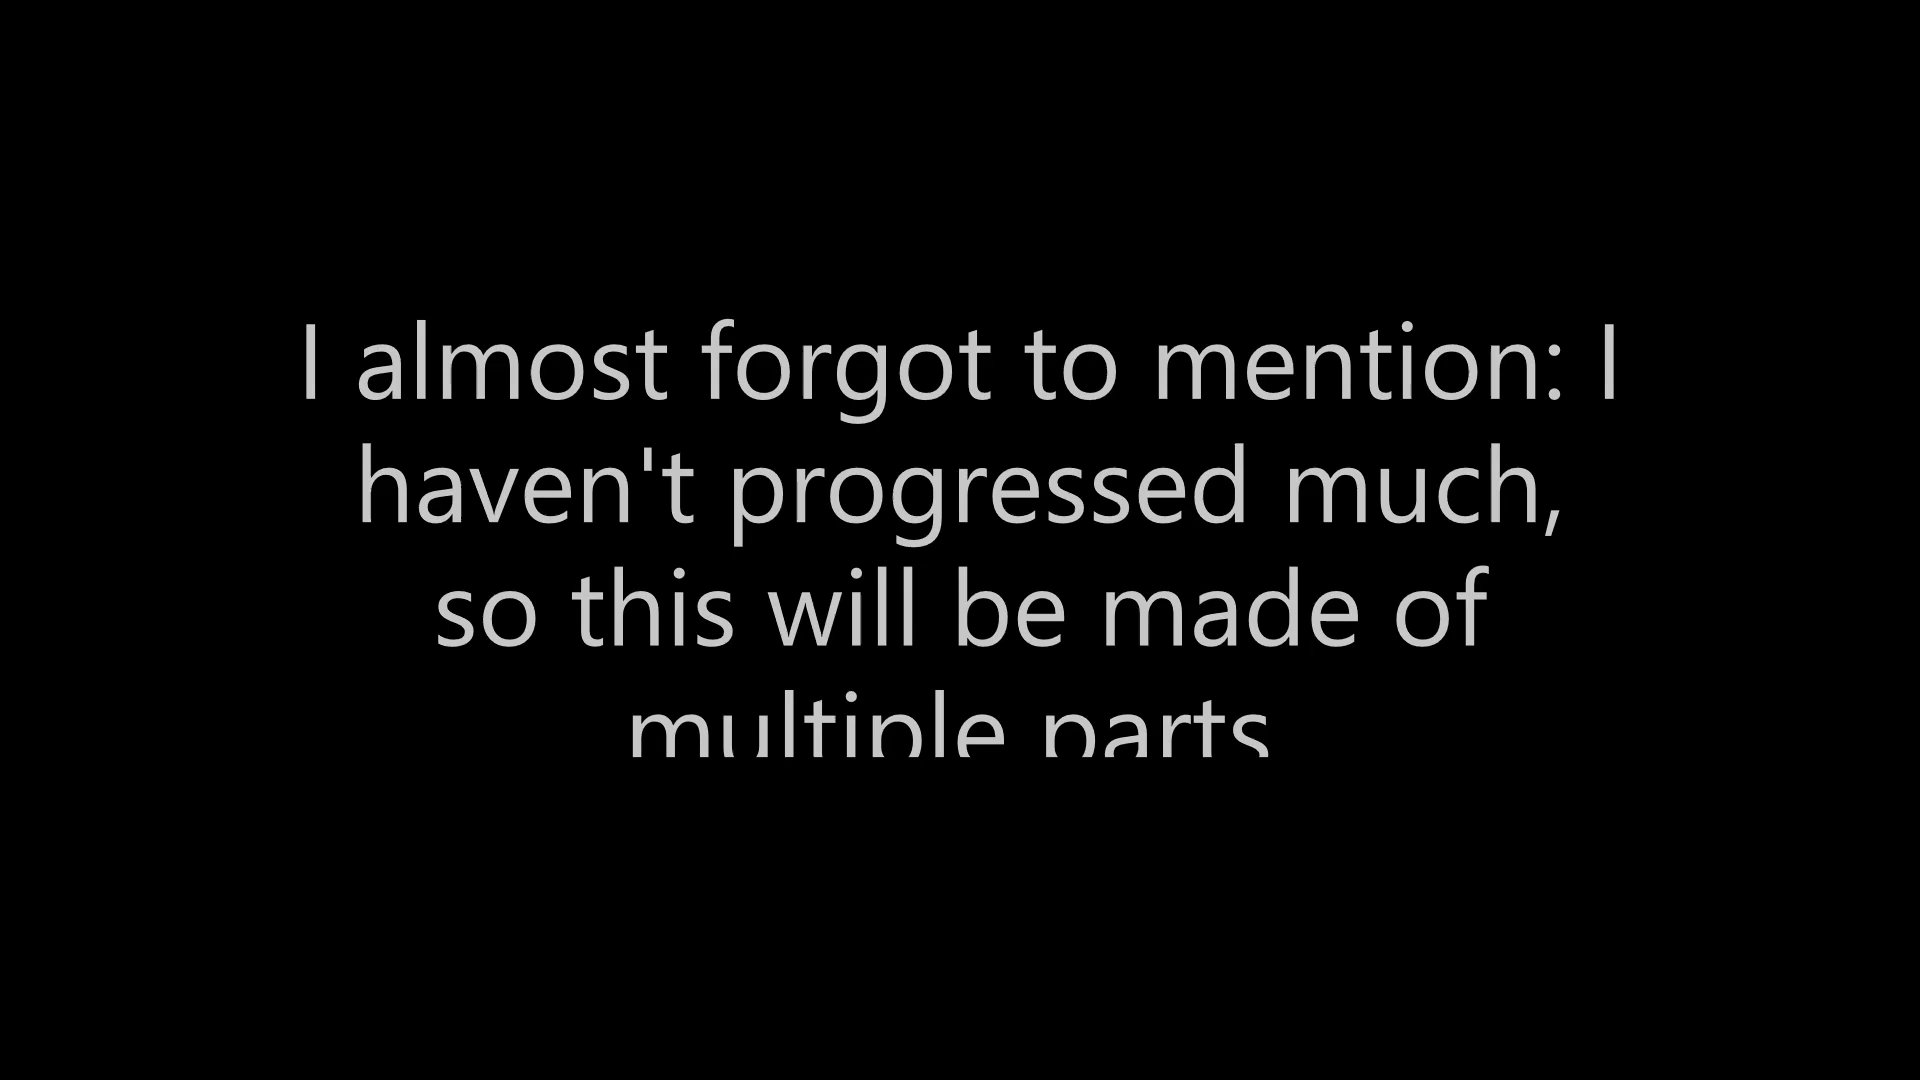 I almost forgot to mention: I
haven't progressed much,
so this will be made of
multiple parts